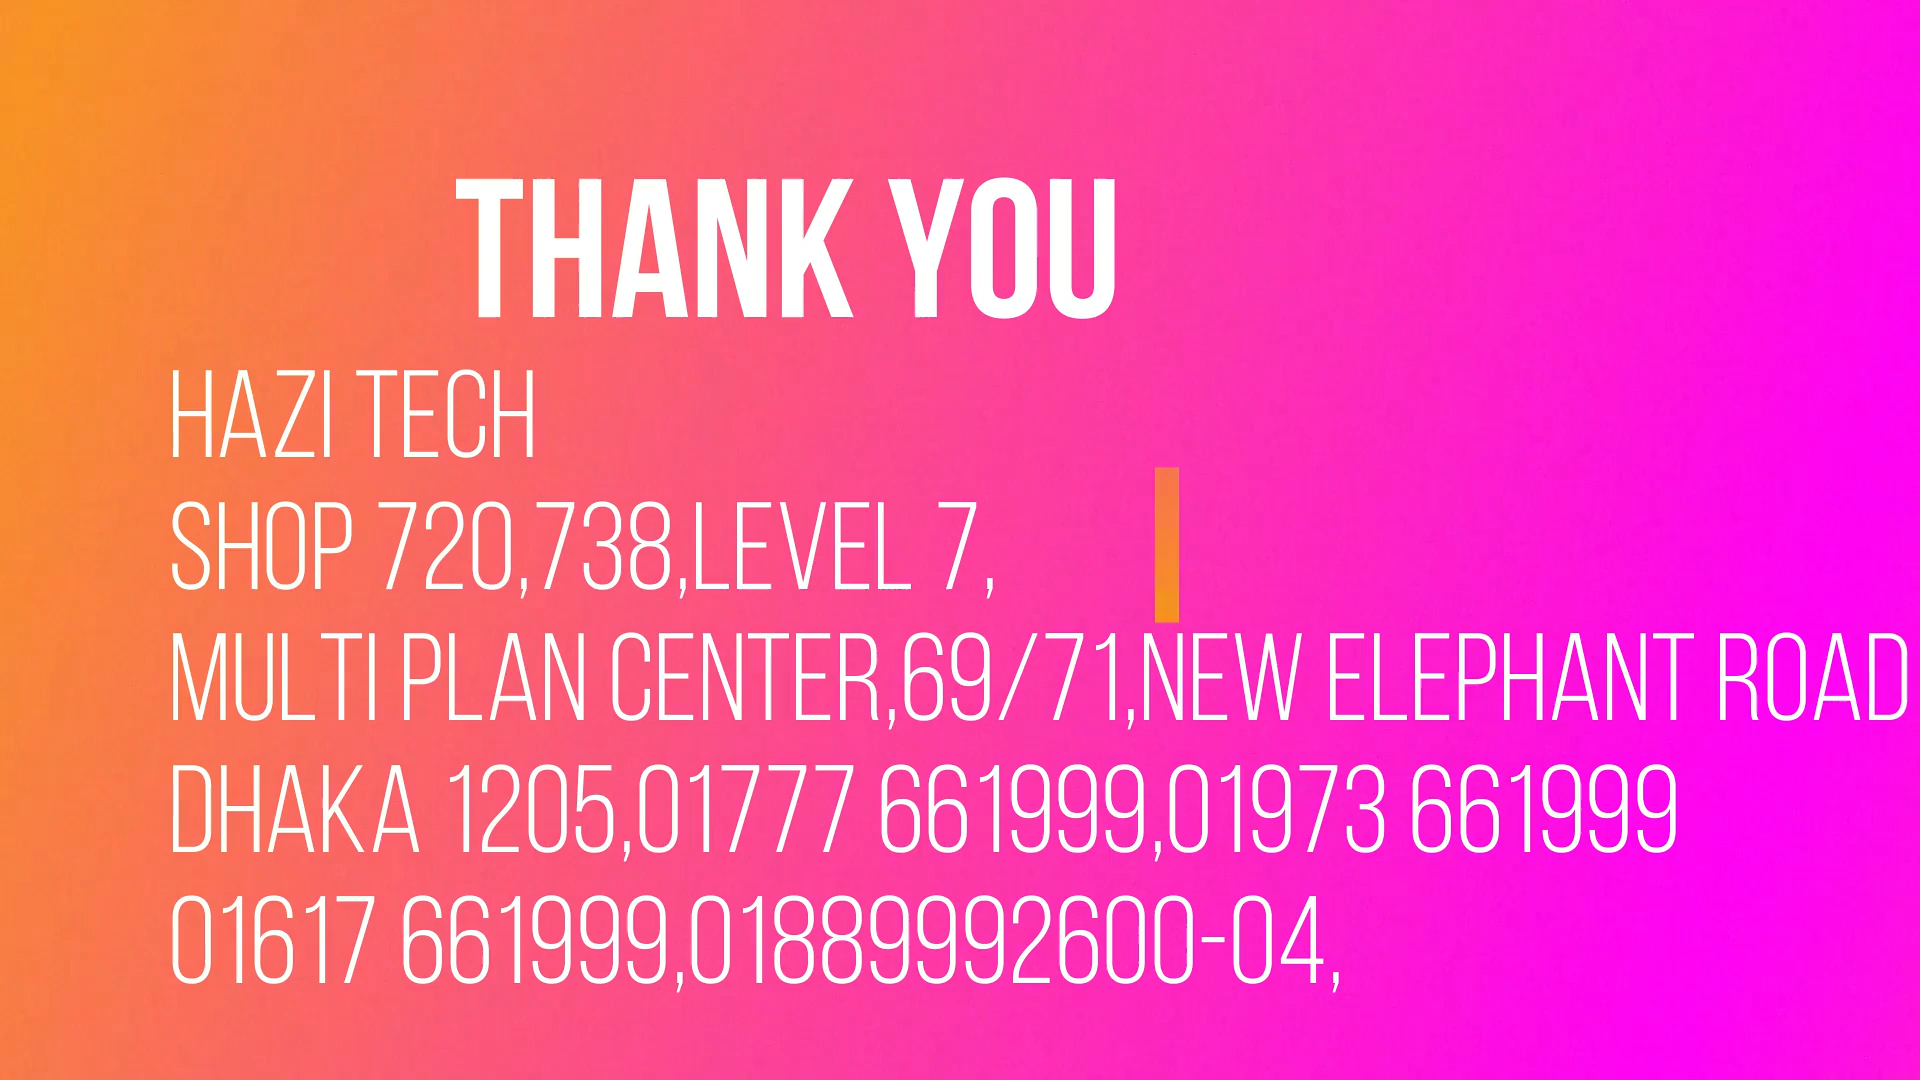 THANK YOU
HAZI TECH
SHOP 720,738,LEVEL 7,
MULTI PLAN CENTER,69/71,NEW ELEPHANT ROAD
DHAKA 1205,01777 661999,01973 661999
01617 661999,01889992600-04,